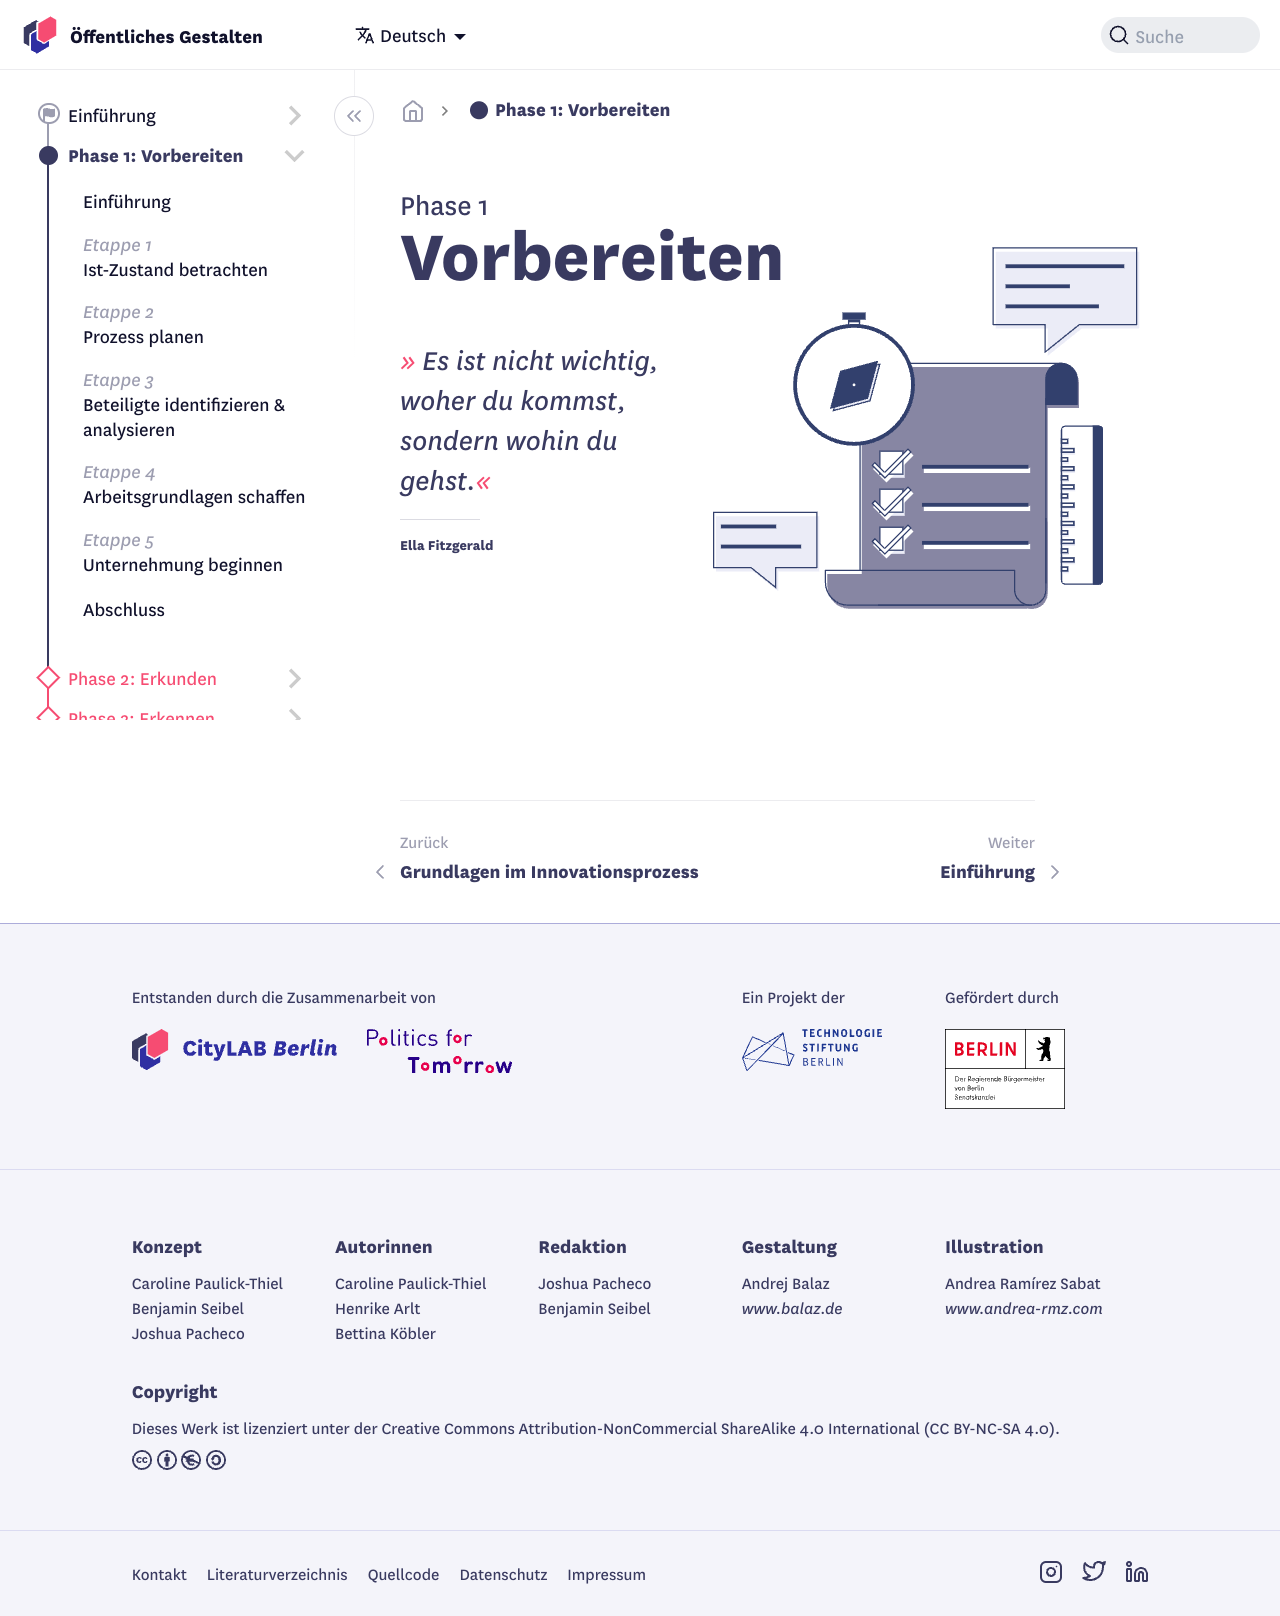 Öffentliches Gestalten
Deutsch
Suche
Einführung
Phase 1: Vorbereiten
Einführung
Etappe 1
Ist-Zustand betrachten
Etappe 2
Prozess planen
Etappe 3
Beteiligte identifizieren &
analysieren
Etappe 4
Arbeitsgrundlagen schaffen
Etappe 5
Unternehmung beginnen
Abschluss
Phase 2: Erkunden
Phase 3: Erkennen
Phase 1: Vorbereiten
Phase 1
Vorbereiten
» Es ist nicht wichtig,
woher du kommst,
sondern wohin du
gehst.«
Ella Fitzgerald
Zurück
Grundlagen im Innovationsprozess
Weiter
Einführung
Entstanden durch die Zusammenarbeit von
CityLAB Berlin
Politics for
Tomorrow
Ein Projekt der
TECHNOLOGIE
STIFTUNG
BERLIN
Gefördert durch
BERLIN
Der Regierende Bürgermeister
von Berlin
Senatskanzlei
Konzept
Caroline Paulick-Thiel
Benjamin Seibel
Joshua Pacheco
Autorinnen
Caroline Paulick-Thiel
Henrike Arlt
Bettina Köbler
Redaktion
Joshua Pacheco
Benjamin Seibel
Gestaltung
Andrej Balaz
www.balaz.de
Illustration
Andrea Ramírez Sabat
www.andrea-rmz.com
Copyright
Dieses Werk ist lizenziert unter der Creative Commons Attribution-NonCommercial ShareAlike 4.0 International (CC BY-NC-SA 4.0).
Kontakt
Literaturverzeichnis
Quellcode
Datenschutz
Impressum